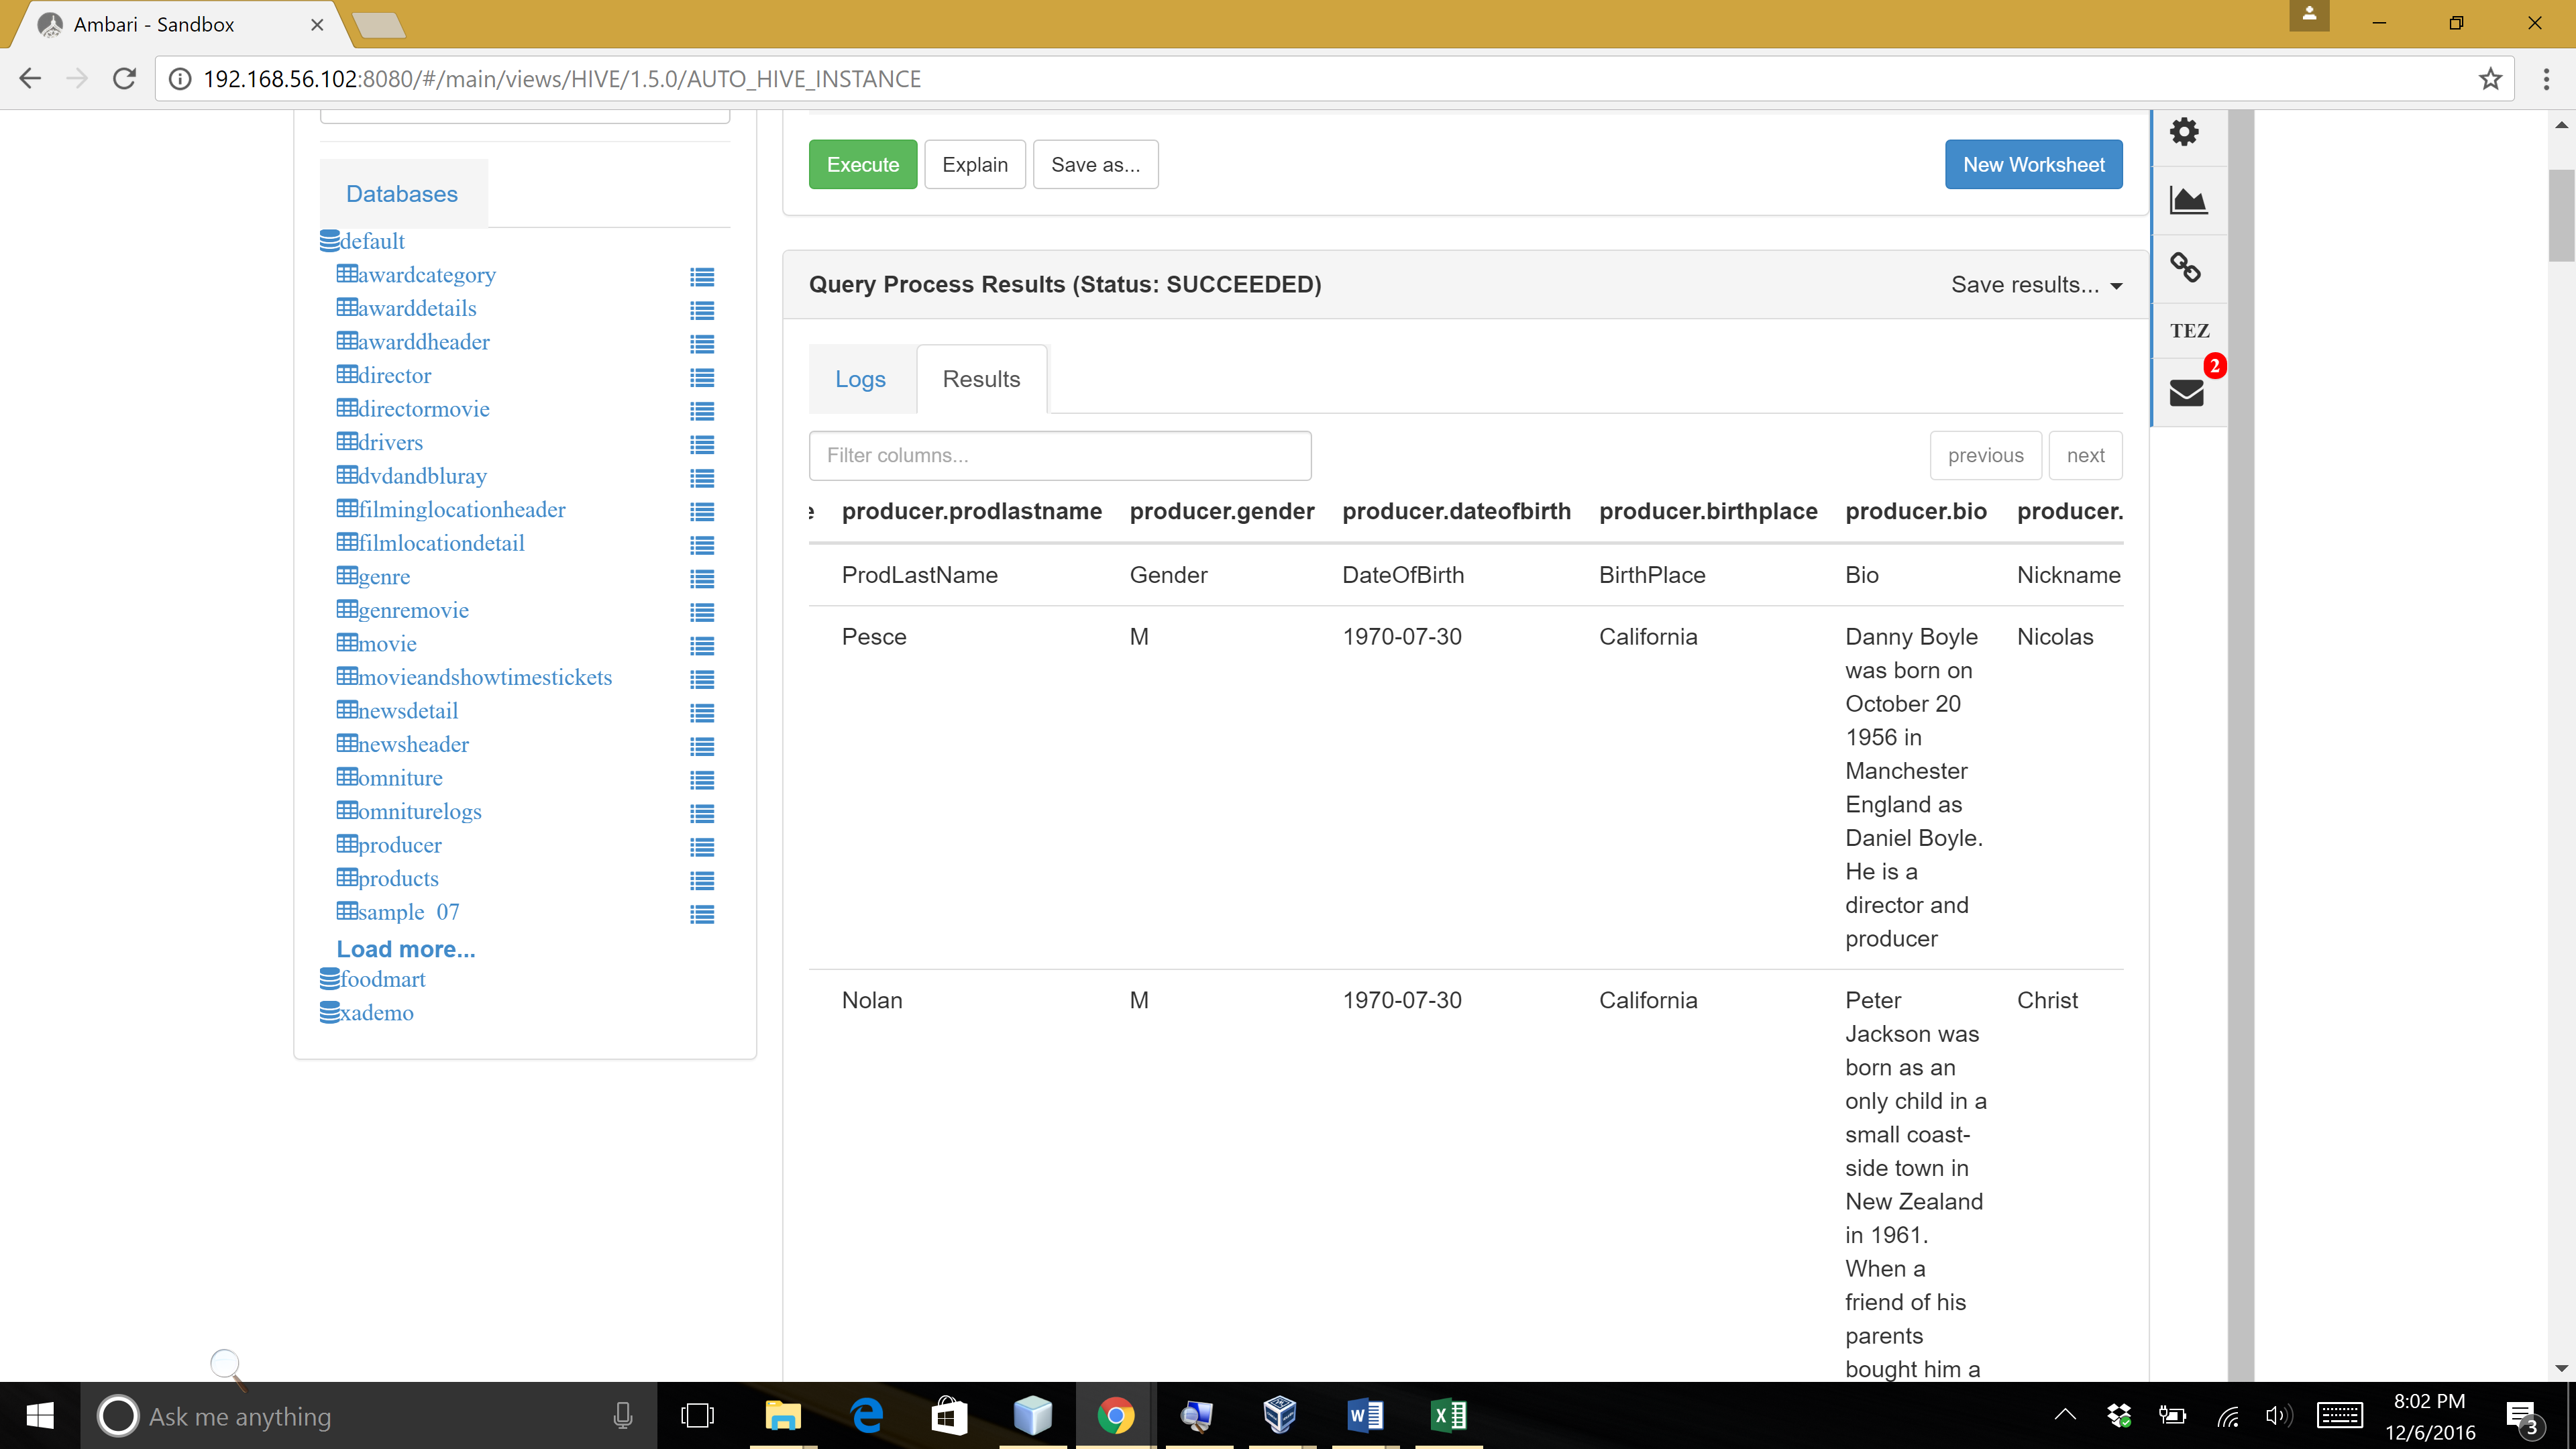 Ambari - Sandbox
192.168.56.102:8080/#/main/views/HIVE/1.5.0/AUTO_HIVE_INSTANCE
Execute
Explain
Save as...
New Worksheet
Databases
default
awardcategory
awarddetails
awarddheader
director
directormovie
drivers
dvdandbluray
filminglocationheader
filmlocationdetail
genre
genremovie
movie
movieandshowtimestickets
newsdetail
newsheader
omniture
omniturelogs
producer
products
sample_07
Load more...
foodmart
xademo
Query Process Results (Status: SUCCEEDED)
Save results...
Logs
Results
Filter columns...
previous
next
producer.prodlastname producer.gender producer.dateofbirth producer.birthplace producer.bio producer.
ProdLastName Gender DateOfBirth BirthPlace Bio Nickname
Pesce M 1970-07-30 California Danny Boyle Nicolas
was born on
October 20
1956 in
Manchester
England as
Daniel Boyle.
He is a
director and
producer
Nolan M 1970-07-30 California Peter Christ
Jackson was
born as an
only child in a
small coast-
side town in
New Zealand
in 1961.
When a
friend of his
parents
bought him a
TEZ
2
Ask me anything
8:02 PM
12/6/2016
3